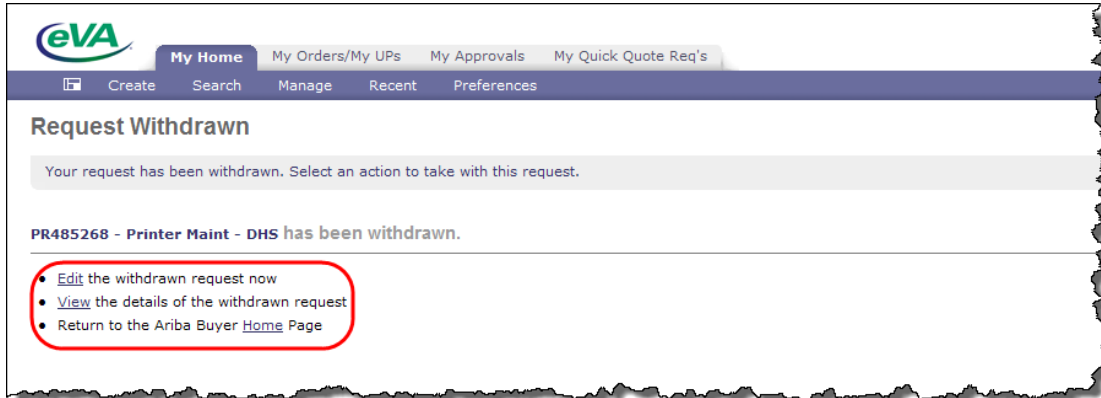 eVA
My Home My Orders/My UPs My Approvals My Quick Quote Req's
Create Search Manage Recent Preferences
Request Withdrawn
Your request has been withdrawn. Select an action to take with this request.
PR485268 - Printer Maint - DHS has been withdrawn.
• Edit the withdrawn request now
• View the details of the withdrawn request
• Return to the Ariba Buyer Home Page